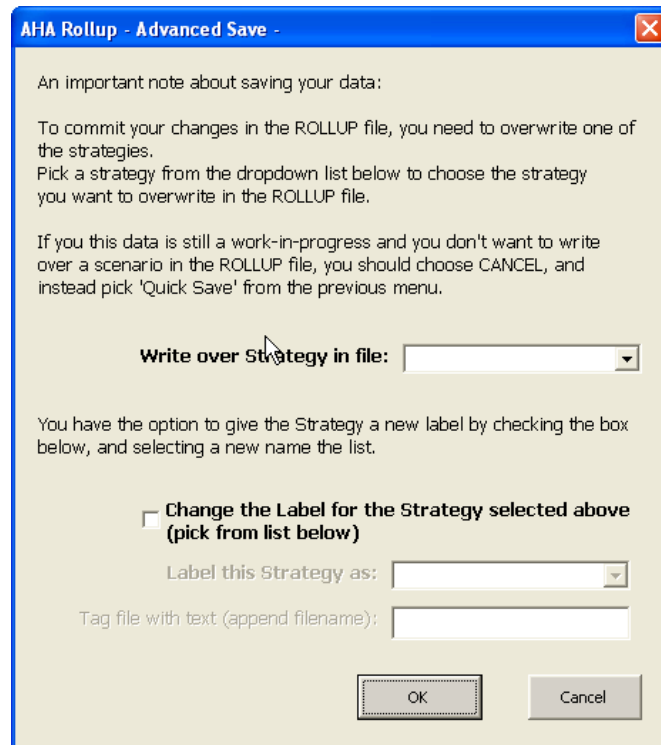 AHA Rollup - Advanced Save -
An important note about saving your data:
To commit your changes in the ROLLUP file, you need to overwrite one of
the strategies.
Pick a strategy from the dropdown list below to choose the strategy
you want to overwrite in the ROLLUP file.
If you this data is still a work-in-progress and you don't want to write
over a scenario in the ROLLUP file, you should choose CANCEL, and
instead pick 'Quick Save' from the previous menu.
Write over Strategy in file:
You have the option to give the Strategy a new label by checking the box
below, and selecting a new name the list.
Change the Label for the Strategy selected above
(pick from list below)
Label this Strategy as:
Tag file with text (append filename):
OK
Cancel